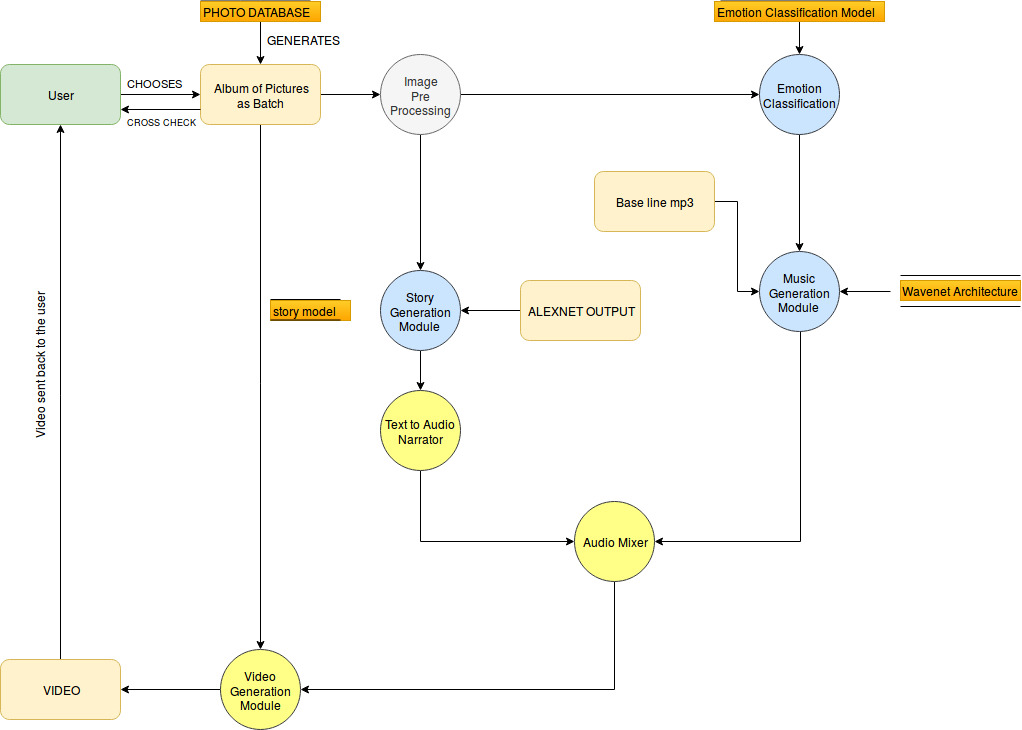 PHOTO DATABASE
Emotion Classification Model
GENERATES
User
CHOOSES
CROSS CHECK
Album of Pictures
as Batch
Image
Pre
Processing
Emotion
Classification
Base line mp3
Music
Generation
Module
Wavenet Architecture
story model
Story
Generation
Module
ALEXNET OUTPUT
Video sent back to the user
Text to Audio
Narrator
Audio Mixer
VIDEO
Video
Generation
Module